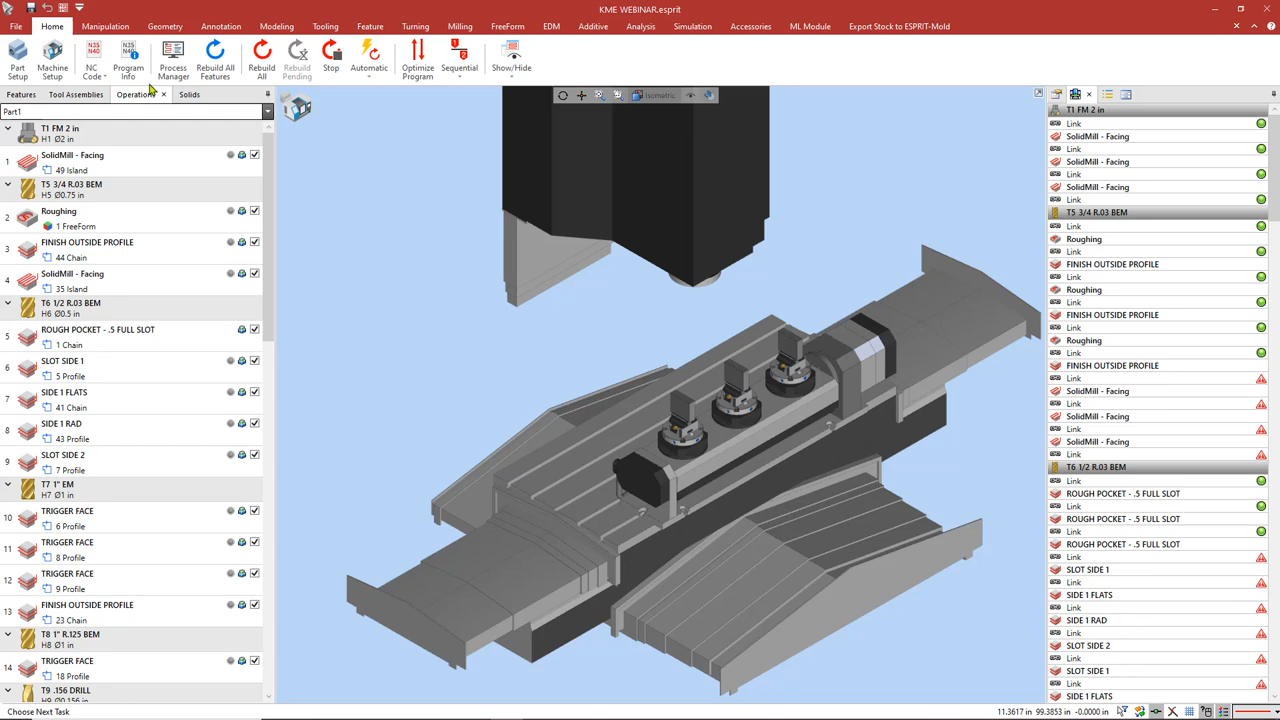 KME WEBINAR.esprit
File Home Manipulation Geometry Annotation Modeling Tooling Feature Turning Milling FreeForm EDM Additive Analysis Simulation Accessories ML Module Export Stock to ESPRIT-Mold
Part Setup
Machine Setup
NC Code
Program Info
Process Manager
Rebuild All Features
Rebuild All
Rebuild Pending
Stop
Automatic
Optimize Program
Sequential
Show/Hide
Features Tool Assemblies Operations Solids
Part1
T1 FM 2 in
H1 Ø2 in
1 SolidMill - Facing
49 Island
T5 3/4 R.03 BEM
H5 Ø0.75 in
2 Roughing
1 FreeForm
3 FINISH OUTSIDE PROFILE
44 Chain
4 SolidMill - Facing
35 Island
T6 1/2 R.03 BEM
H6 Ø0.5 in
5 ROUGH POCKET - .5 FULL SLOT
1 Chain
6 SLOT SIDE 1
5 Profile
7 SIDE 1 FLATS
41 Chain
8 SIDE 1 RAD
43 Profile
9 SLOT SIDE 2
7 Profile
T7 1" EM
H7 Ø1 in
10 TRIGGER FACE
6 Profile
11 TRIGGER FACE
8 Profile
12 TRIGGER FACE
9 Profile
13 FINISH OUTSIDE PROFILE
23 Chain
T8 1" R.125 BEM
H8 Ø1 in
14 TRIGGER FACE
18 Profile
T9 .156 DRILL
H9 Ø0.156 in
Isometric
T1 FM 2 in
Link
SolidMill - Facing
Link
SolidMill - Facing
Link
SolidMill - Facing
Link
T5 3/4 R.03 BEM
Link
Roughing
Link
FINISH OUTSIDE PROFILE
Link
Roughing
Link
FINISH OUTSIDE PROFILE
Link
Roughing
Link
FINISH OUTSIDE PROFILE
Link
SolidMill - Facing
Link
SolidMill - Facing
Link
SolidMill - Facing
Link
T6 1/2 R.03 BEM
Link
ROUGH POCKET - .5 FULL SLOT
Link
ROUGH POCKET - .5 FULL SLOT
Link
ROUGH POCKET - .5 FULL SLOT
Link
SLOT SIDE 1
Link
SIDE 1 FLATS
Link
SIDE 1 RAD
Link
SLOT SIDE 2
Link
SLOT SIDE 1
Link
SIDE 1 FLATS
Choose Next Task
11.3617 in 99.3853 in -0.0000 in